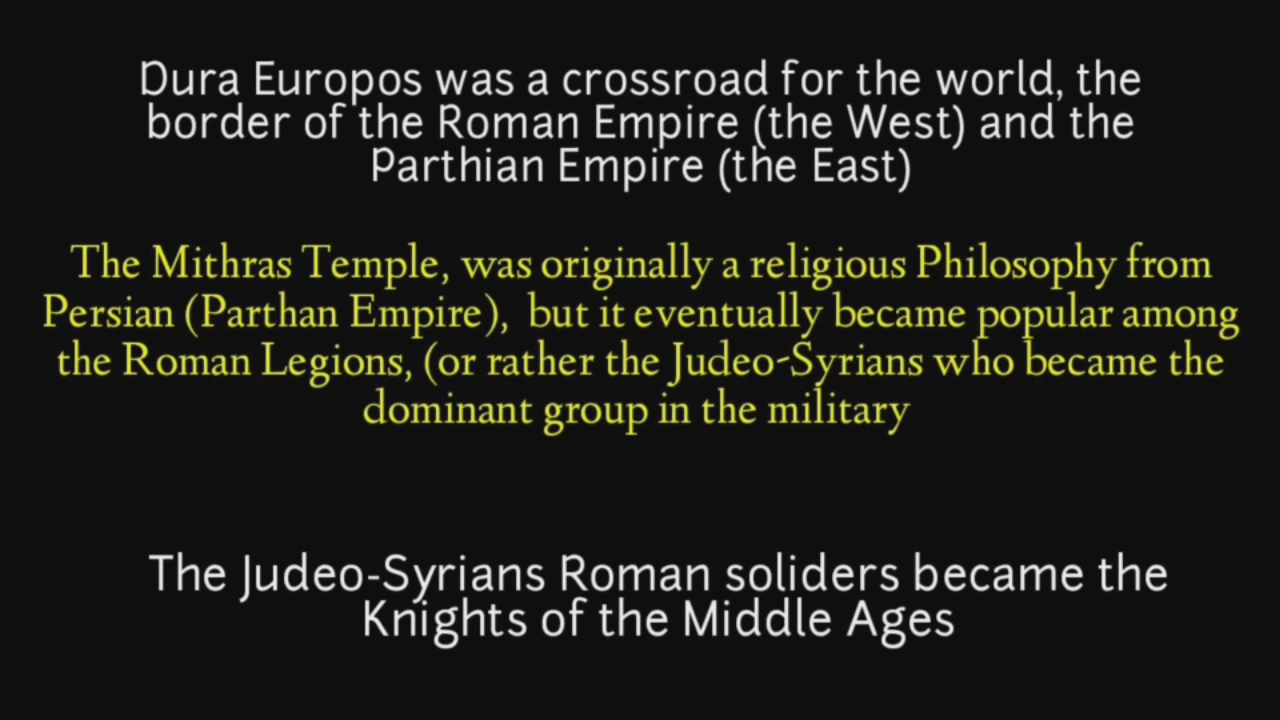 Dura Europos was a crossroad for the world, the
border of the Roman Empire (the West) and the
Parthian Empire (the East)
The Mithras Temple, was originally a religious Philosophy from
Persian (Parthan Empire), but it eventually became popular among
the Roman Legions, (or rather the Judeo-Syrians who became the
dominant group in the military
The Judeo-Syrians Roman soliders became the
Knights of the Middle Ages